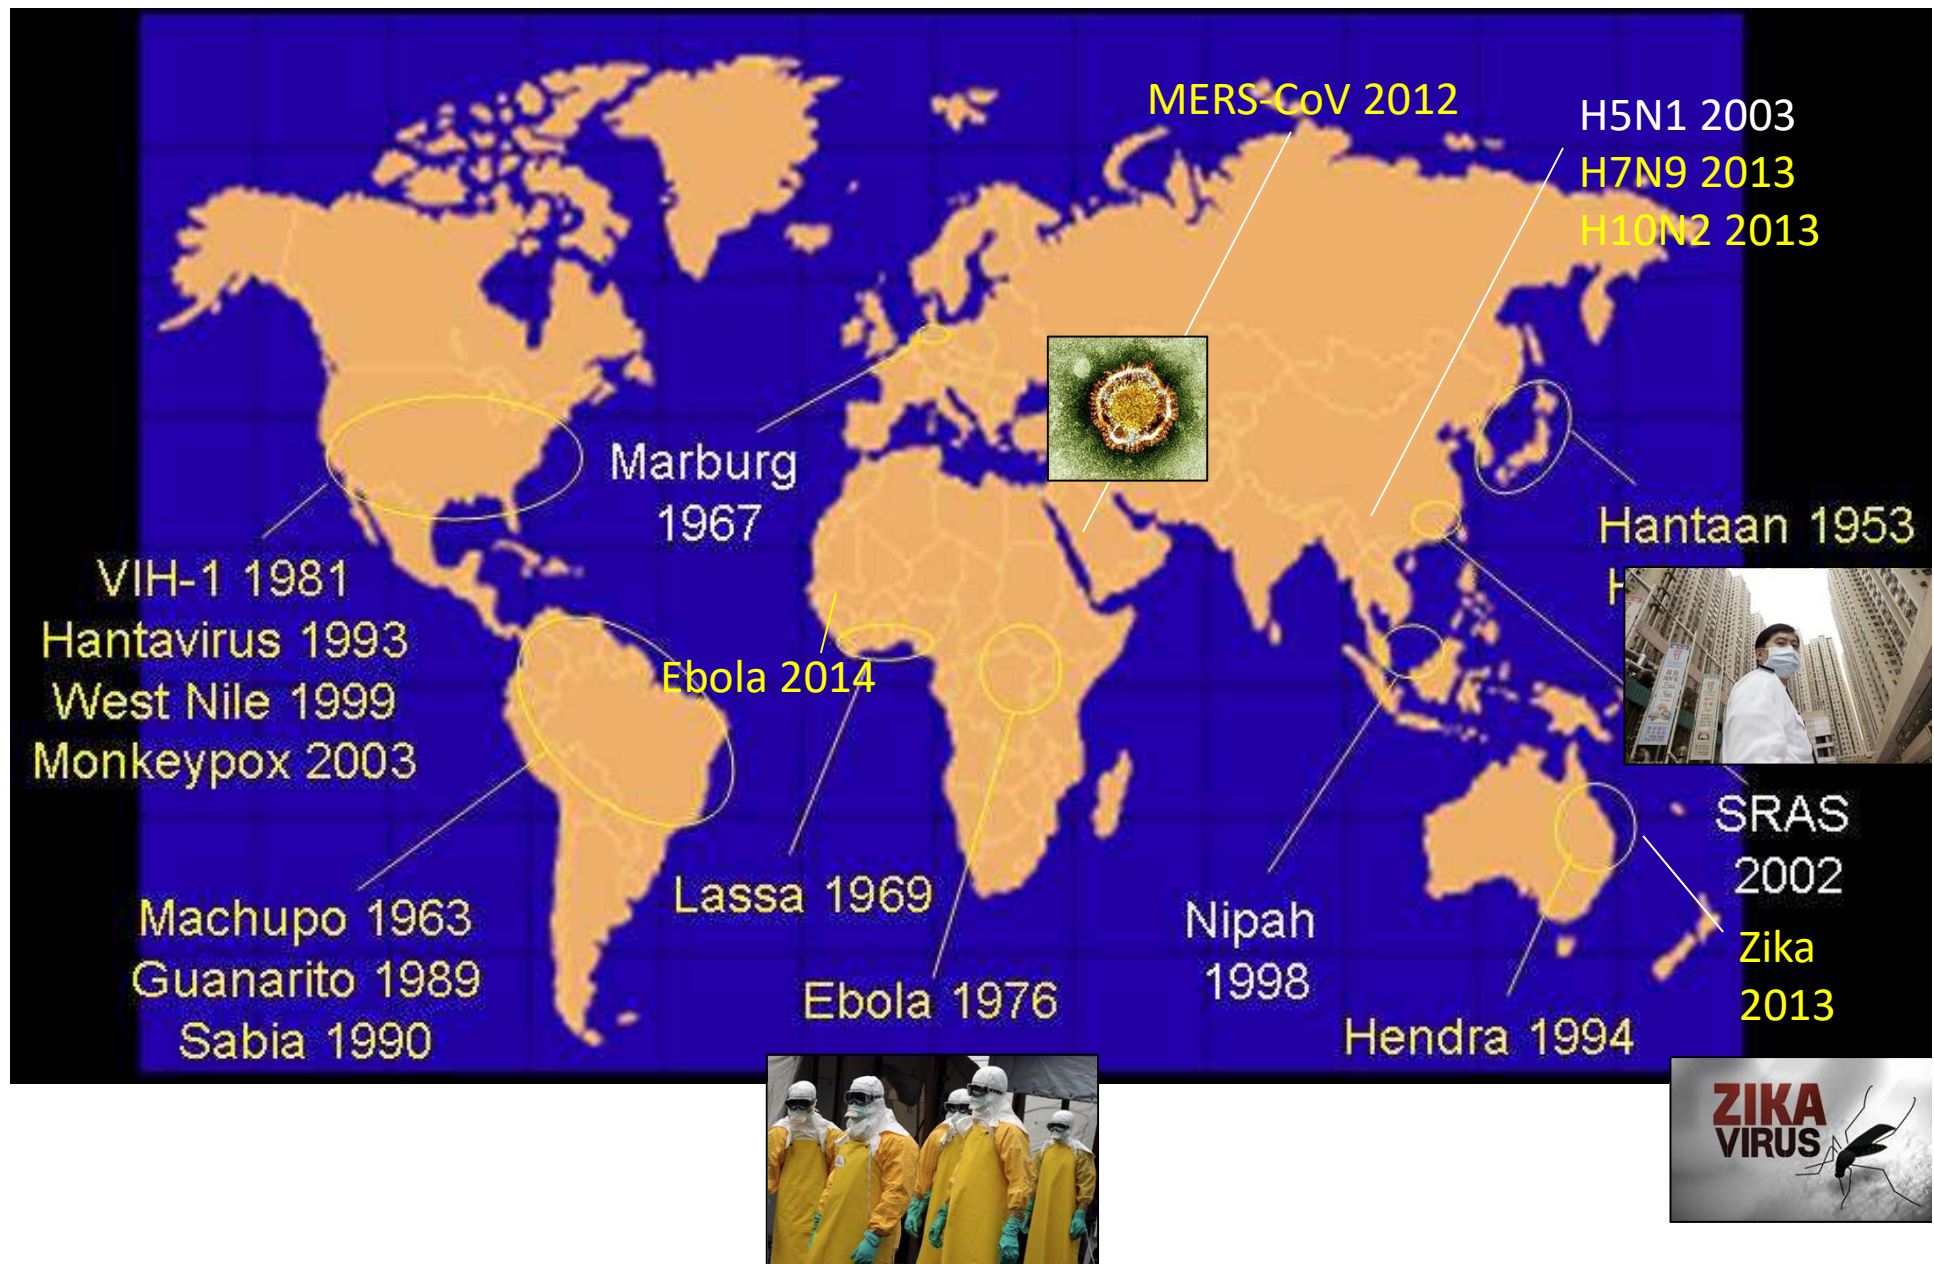 MERS-CoV 2012
H5N1 2003
H7N9 2013
H10N2 2013
Marburg
1967
Hantaan 1953
VIH-1 1981
Hantavirus 1993
West Nile 1999
Monkeypox 2003
Ebola 2014
SRAS
2002
Machupo 1963
Guanarito 1989
Sabia 1990
Lassa 1969
Ebola 1976
Nipah
1998
Hendra 1994
Zika
2013
ZIKA
VIRUS